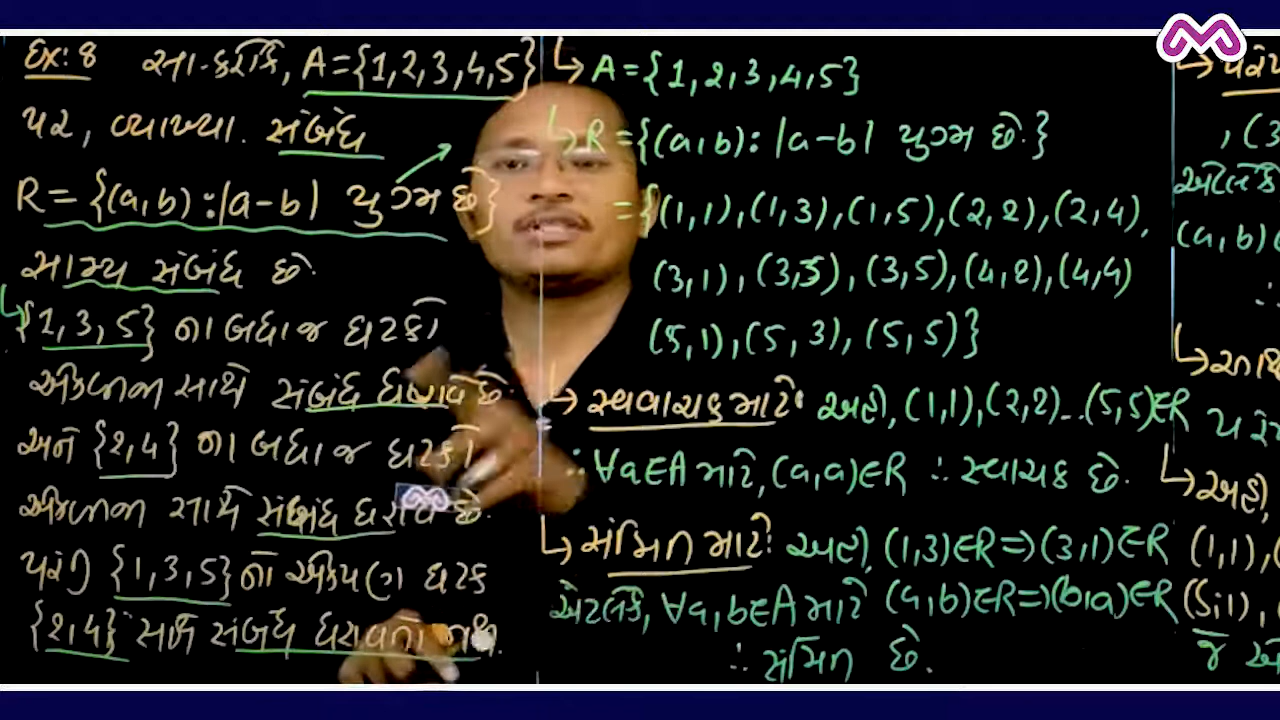 Ex: 8 સાબિત કરો કે, A={1,2,3,4,5}
પર, વ્યાખ્યા. સંબંધ
R = {(a,b):|a-b| યુગ્મ છે}
સામ્ય સંબંધ છે.
{1,3,5} ના બધા જ ઘટકો
એકબીજા સાથે સંબંધ ધરાવે છે.
અને {2,4} ના બધા જ ઘટકો
એકબીજા સાથે સંબંધ ધરાવે છે.
પરંતુ {1,3,5} નો એકપણ ઘટક
{2,4} સાથે સંબંધ ધરાવતો નથી.
A={1,2,3,4,5}
R={(a,b): |a-b| યુગ્મ છે.}
={(1,1),(1,3),(1,5),(2,2),(2,4),
(3,1),(3,3),(3,5),(4,2),(4,4)
(5,1),(5,3),(5,5)}
સ્વવાચક માટે: અહી, (1,1),(2,2)...(5,5)∈R
∴ ∀a∈A માટે, (a,a)∈R ∴ સ્વાચક છે.
સંમિત માટે: અહી, (1,3)∈R=>(3,1)∈R
એટલેકે, ∀a,b∈A માટે (a,b)∈R=>(b,a)∈R
∴ સંમિત છે.
, (3
એટલેકે
(a,b)
∴
અહી,
(1,1),(
(5,1),
જ